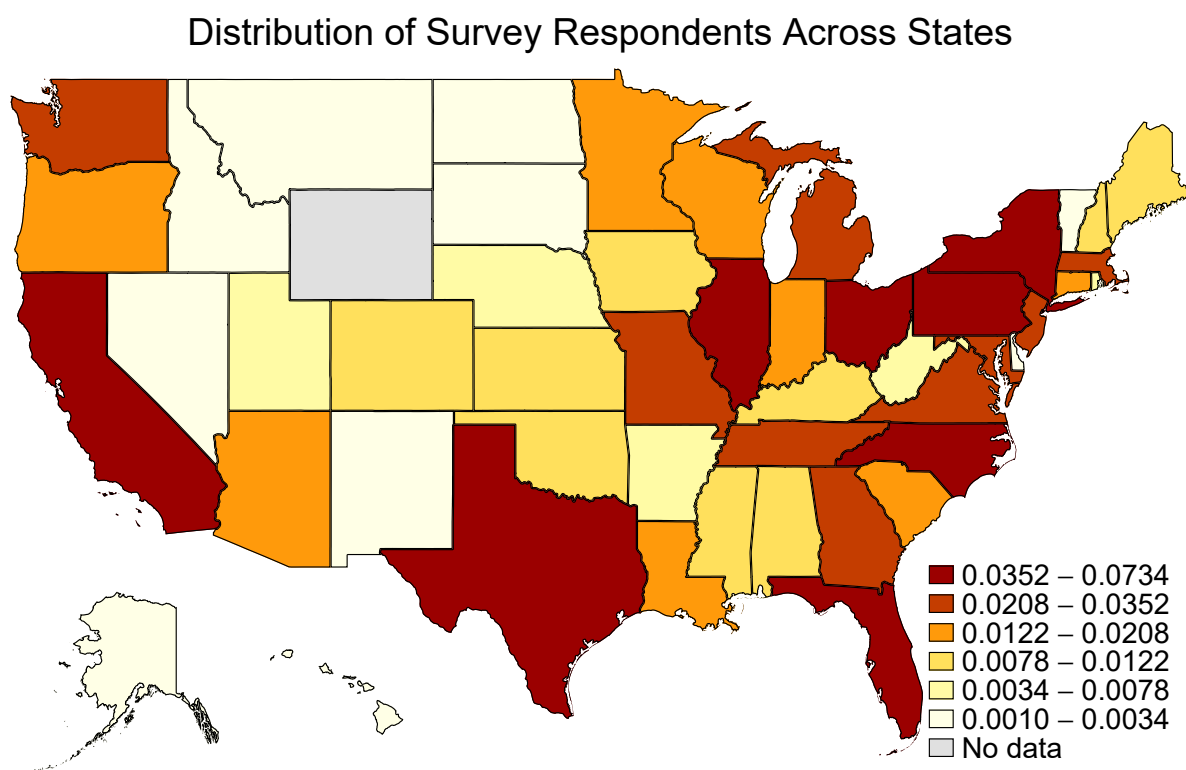 Distribution of Survey Respondents Across States
0.0352 – 0.0734
0.0208 – 0.0352
0.0122 – 0.0208
0.0078 – 0.0122
0.0034 – 0.0078
0.0010 – 0.0034
No data